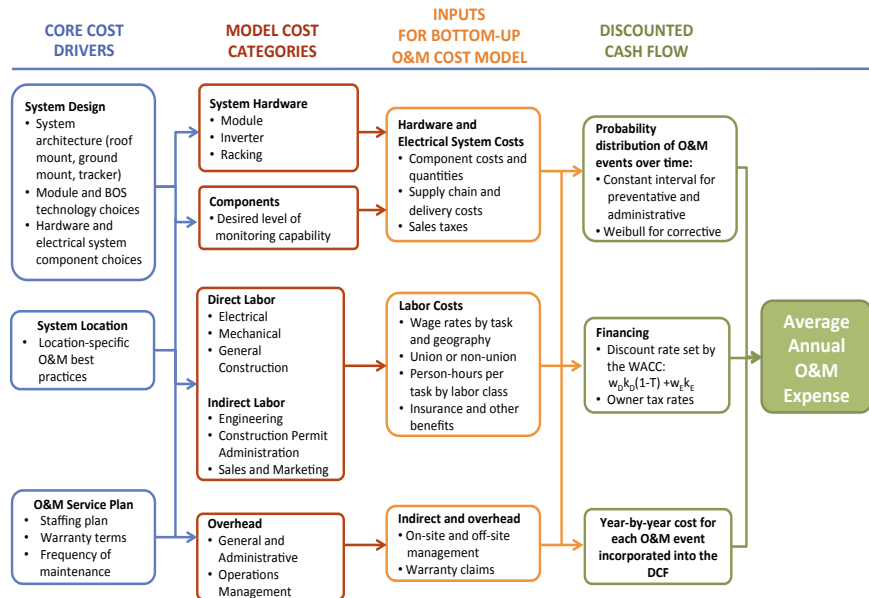 CORE COST
DRIVERS
MODEL COST
CATEGORIES
INPUTS
FOR BOTTOM-UP
O&M COST MODEL
DISCOUNTED
CASH FLOW
System Design
• System
architecture (roof
mount, ground
mount, tracker)
• Module and BOS
technology choices
• Hardware and
electrical system
component choices
System Location
• Location-specific
O&M best
practices
O&M Service Plan
• Staffing plan
• Warranty terms
• Frequency of
maintenance
System Hardware
• Module
• Inverter
• Racking
Components
• Desired level of
monitoring capability
Direct Labor
• Electrical
• Mechanical
• General
Construction
Indirect Labor
• Engineering
• Construction Permit
Administration
• Sales and Marketing
Overhead
• General and
Administrative
• Operations
Management
Hardware and
Electrical System Costs
• Component costs and
quantities
• Supply chain and
delivery costs
• Sales taxes
Labor Costs
• Wage rates by task
and geography
• Union or non-union
• Person-hours per
task by labor class
• Insurance and other
benefits
Indirect and overhead
• On-site and off-site
management
• Warranty claims
Probability
distribution of O&M
events over time:
• Constant interval for
preventative and
administrative
• Weibull for corrective
Financing
• Discount rate set by
the WACC:
w_D k_D(1-T) +w_E k_E
• Owner tax rates
Year-by-year cost for
each O&M event
incorporated into the
DCF
Average
Annual
O&M
Expense